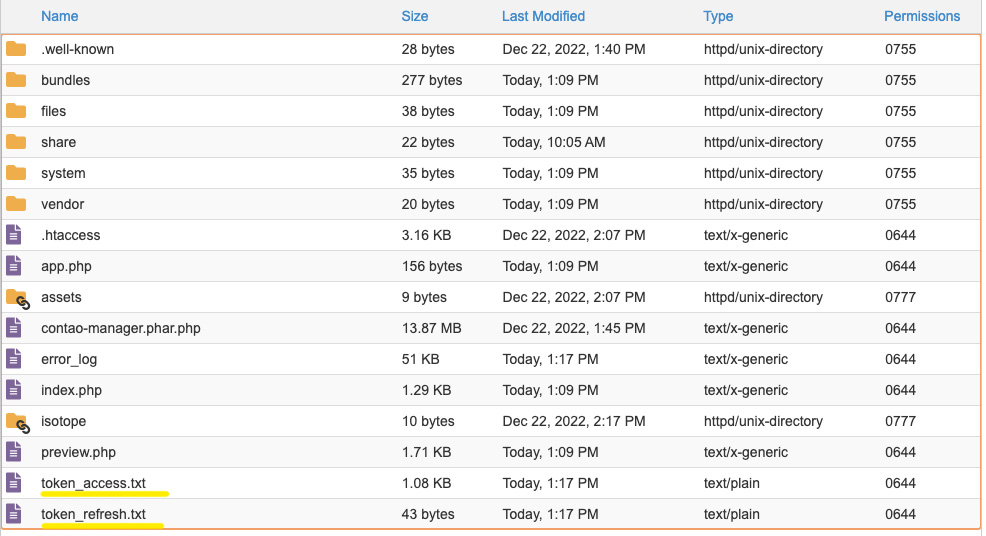 Name Size Last Modified Type Permissions
.well-known 28 bytes Dec 22, 2022, 1:40 PM httpd/unix-directory 0755
bundles 277 bytes Today, 1:09 PM httpd/unix-directory 0755
files 38 bytes Today, 1:09 PM httpd/unix-directory 0755
share 22 bytes Today, 10:05 AM httpd/unix-directory 0755
system 35 bytes Today, 1:09 PM httpd/unix-directory 0755
vendor 20 bytes Today, 1:09 PM httpd/unix-directory 0755
.htaccess 3.16 KB Dec 22, 2022, 2:07 PM text/x-generic 0644
app.php 156 bytes Today, 1:09 PM text/x-generic 0644
assets 9 bytes Dec 22, 2022, 2:07 PM httpd/unix-directory 0777
contao-manager.phar.php 13.87 MB Dec 22, 2022, 1:45 PM text/x-generic 0644
error_log 51 KB Today, 1:17 PM text/x-generic 0644
index.php 1.29 KB Today, 1:09 PM text/x-generic 0644
isotope 10 bytes Dec 22, 2022, 2:17 PM httpd/unix-directory 0777
preview.php 1.71 KB Today, 1:09 PM text/x-generic 0644
token_access.txt 1.08 KB Today, 1:17 PM text/plain 0644
token_refresh.txt 43 bytes Today, 1:17 PM text/plain 0644